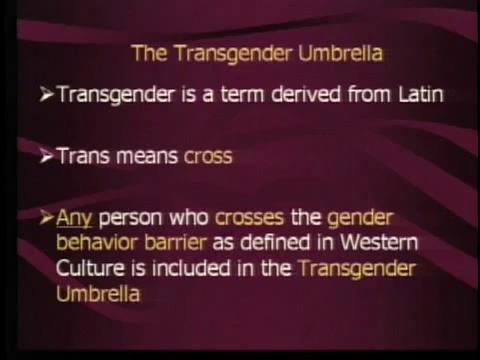 The Transgender Umbrella
Transgender is a term derived from Latin
Trans means cross
Any person who crosses the gender
behavior barrier as defined in Western
Culture is included in the Transgender
Umbrella